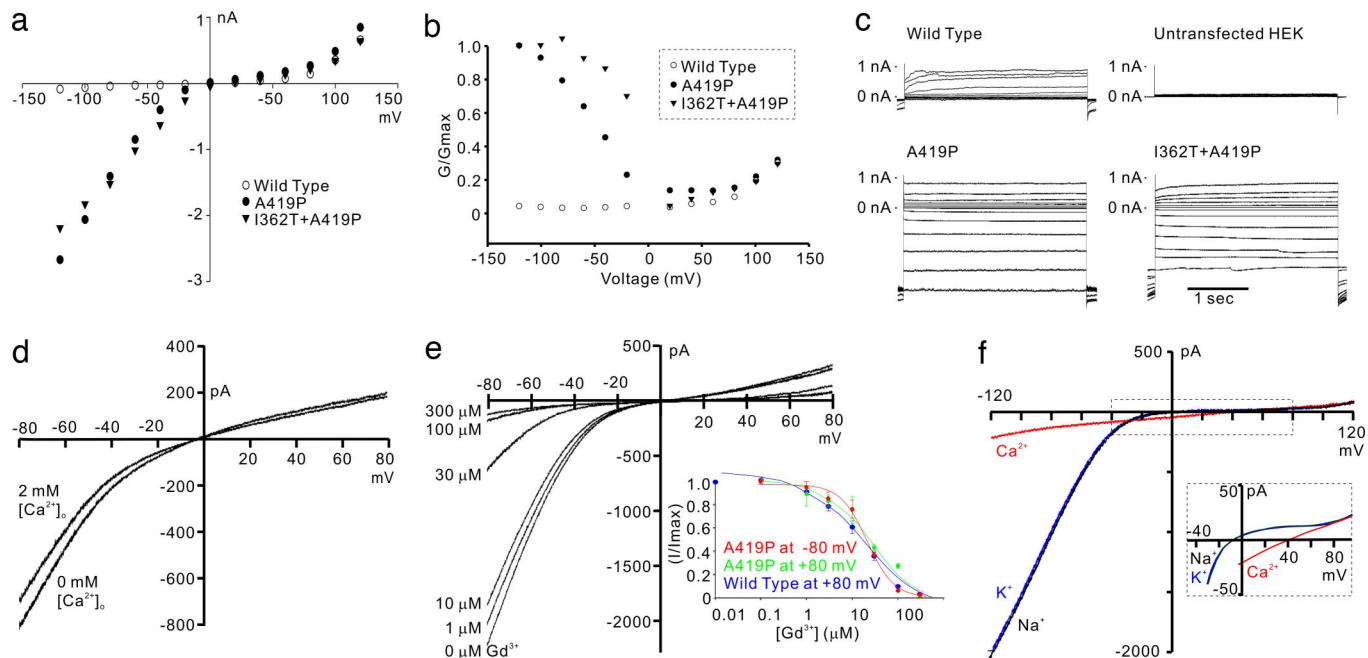 a
nA
1
-150
-100
-50
50
100
150
mV
-1
-2
-3
Wild Type
A419P
I362T+A419P
b
G/Gmax
1.0
0.8
0.6
0.4
0.2
0
Wild Type
A419P
I362T+A419P
-150
-100
-50
0
50
100
150
Voltage (mV)
c
Wild Type
Untransfected HEK
1 nA
0 nA
1 nA
0 nA
A419P
I362T+A419P
1 nA
0 nA
1 nA
0 nA
1 sec
d
400
pA
200
-80
-60
-40
-20
20
40
60
80
mV
-200
-400
-600
-800
2 mM
[Ca²⁺]ₒ
0 mM
[Ca²⁺]ₒ
e
500
pA
-80
-60
-40
-20
20
40
60
80
mV
300 µM
100 µM
30 µM
10 µM
1 µM
0 µM Gd³⁺
-500
-1000
-1500
-2000
(I/Imax)
1.0
0.8
0.6
0.4
0.2
0
A419P at -80 mV
A419P at +80 mV
Wild Type at +80 mV
0.01
0.1
1
10
100
[Gd³⁺] (µM)
f
500
pA
-120
120
mV
Ca²⁺
K⁺
Na⁺
-2000
50
pA
-40
40
80
mV
Na⁺
K⁺
Ca²⁺
-50